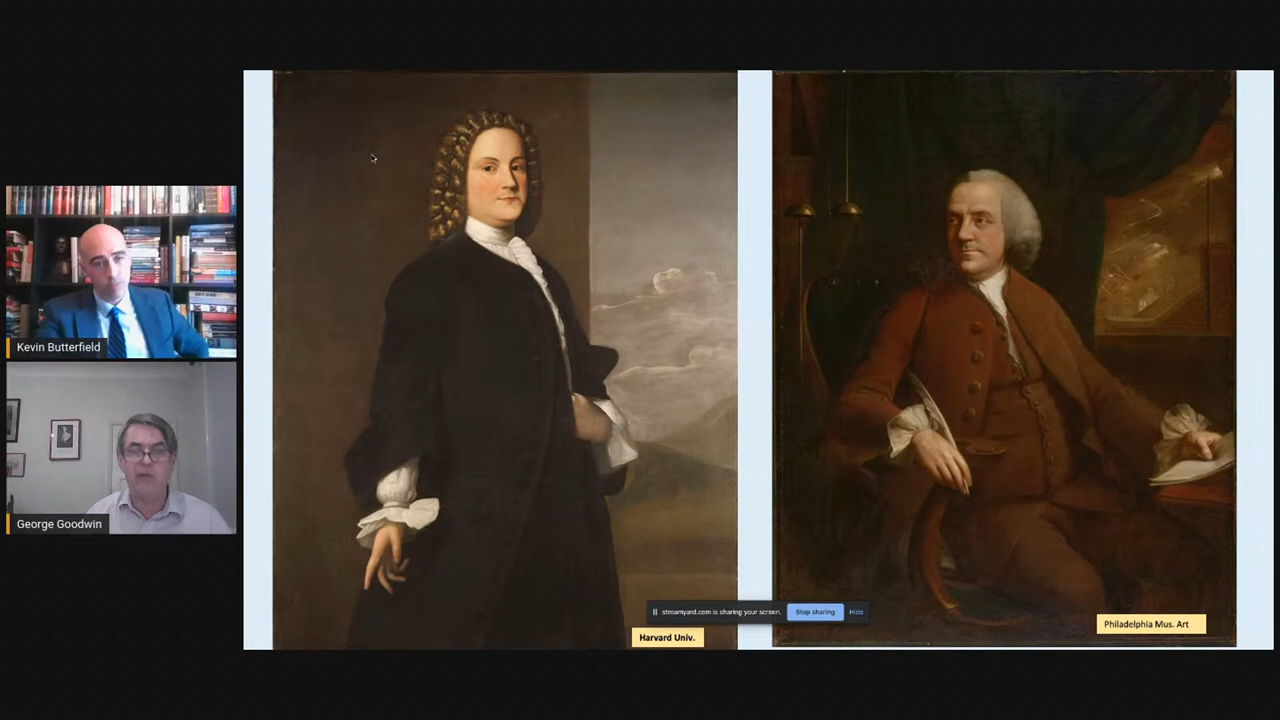 Kevin Butterfield
George Goodwin
streamyard.com is sharing your screen.
Stop sharing
Hide
Harvard Univ.
Philadelphia Mus. Art